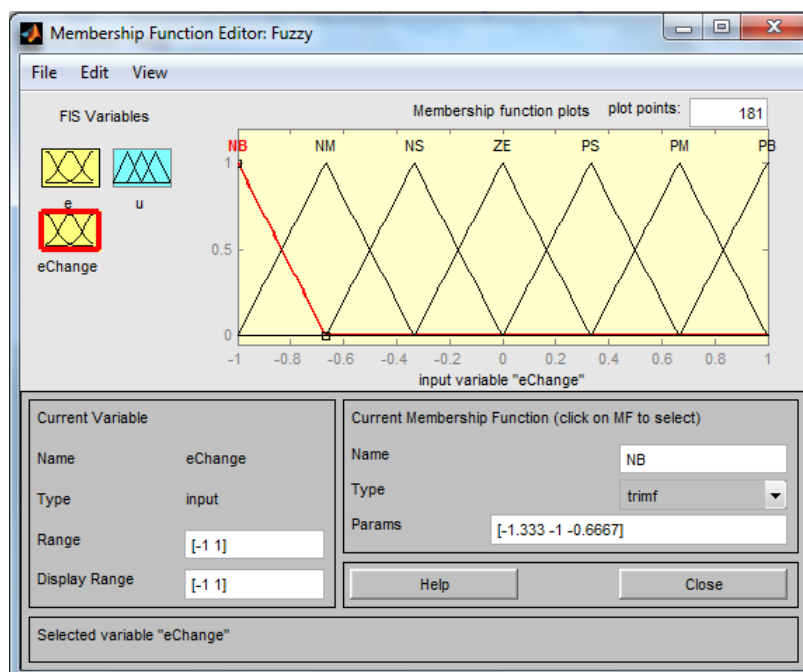 Membership Function Editor: Fuzzy
File Edit View
FIS Variables
Membership function plots plot points: 181
e
u
eChange
NB NM NS ZE PS PM PB
1
0.5
0
-1 -0.8 -0.6 -0.4 -0.2 0 0.2 0.4 0.6 0.8 1
input variable "eChange"
Current Variable
Name eChange
Type input
Range [-1 1]
Display Range [-1 1]
Current Membership Function (click on MF to select)
Name NB
Type trimf
Params [-1.333 -1 -0.6667]
Help Close
Selected variable "eChange"